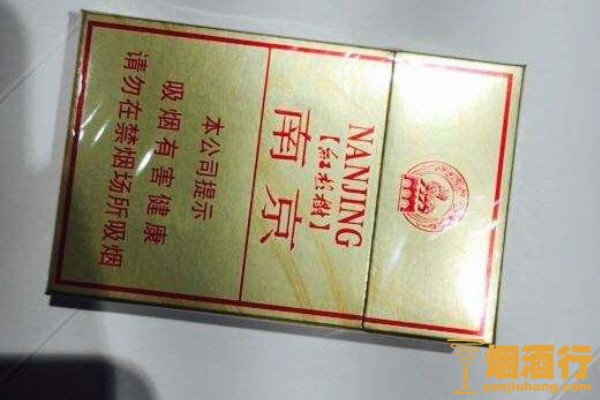 NANJING
【红杉树】
南京
本公司提示
吸烟有害健康
请勿在禁烟场所吸烟
烟酒行
yanjiuhang.com